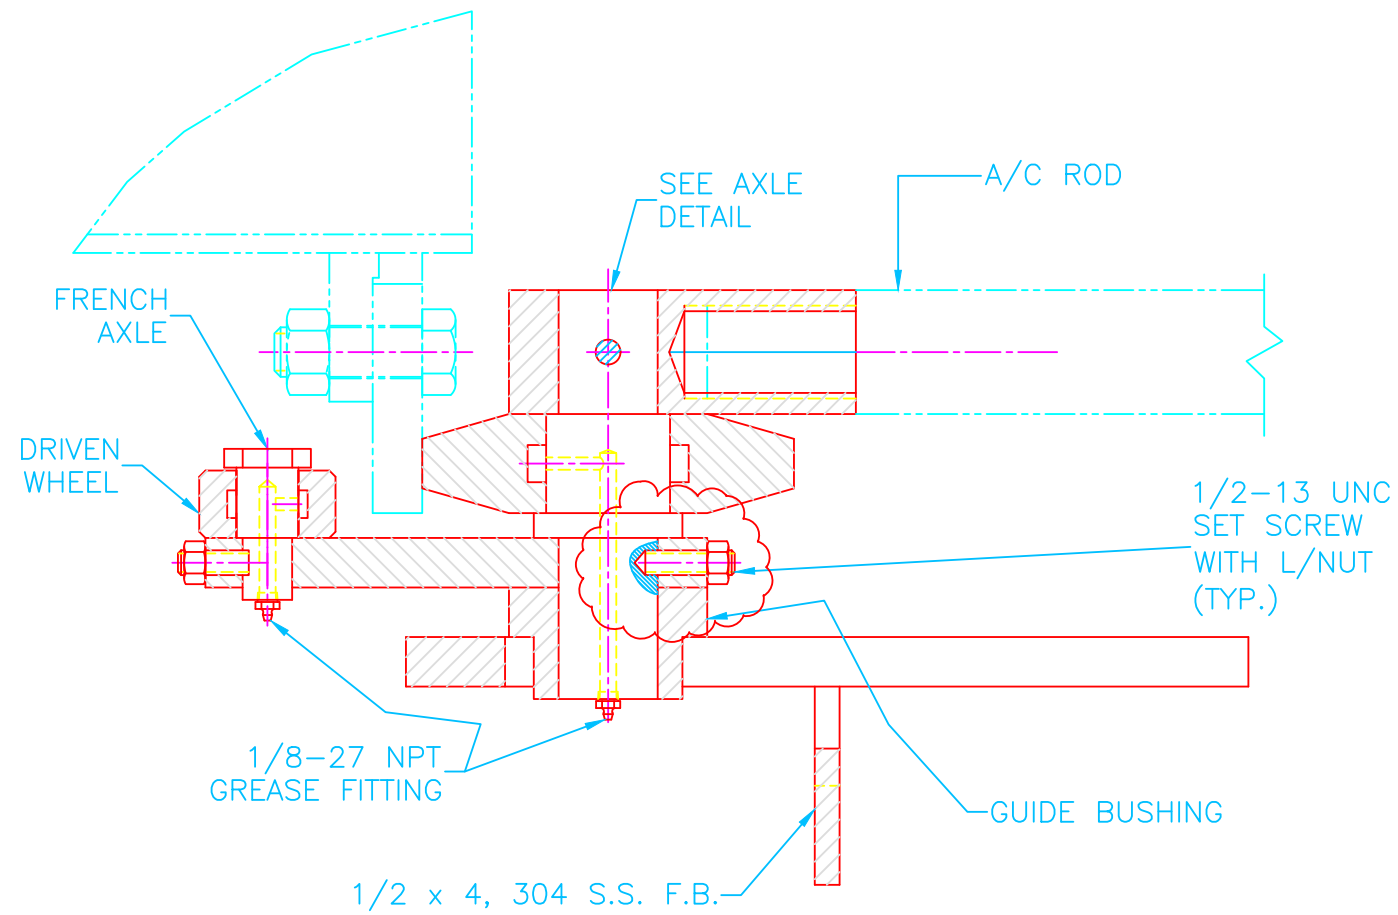 SEE AXLE
DETAIL
A/C ROD
FRENCH
AXLE
DRIVEN
WHEEL
1/2-13 UNC
SET SCREW
WITH L/NUT
(TYP.)
1/8-27 NPT
GREASE FITTING
GUIDE BUSHING
1/2 x 4, 304 S.S. F.B.